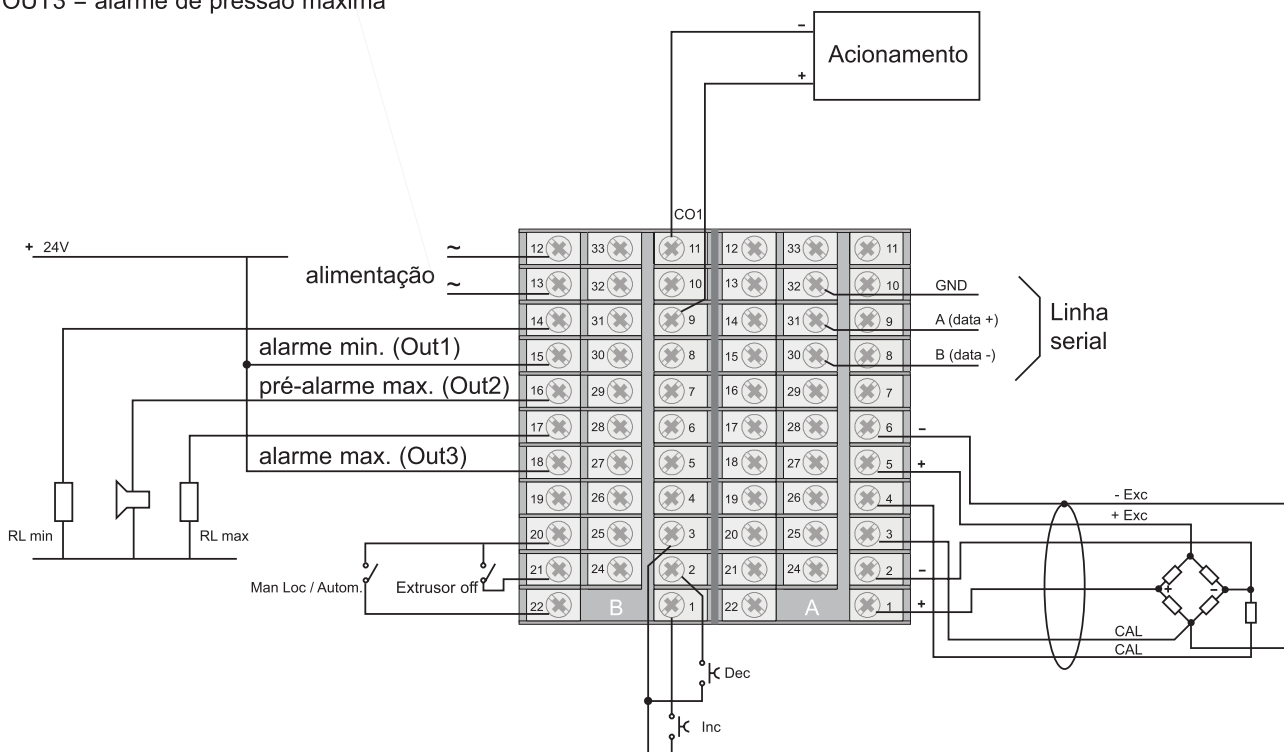 OUT3 = alarme de pressão máxima
–
Acionamento
+
CO1
+ 24V
~
alimentação
~
12 33 11 12 33 11
13 32 10 13 32 10
14 31 9 14 31 9
15 30 8 15 30 8
16 29 7 16 29 7
17 28 6 17 28 6
18 27 5 18 27 5
19 26 4 19 26 4
20 25 3 20 25 3
21 24 2 21 24 2
22 B 1 22 A 1
GND
A (data +)
B (data -)
Linha
serial
alarme min. (Out1)
pré-alarme max. (Out2)
alarme max. (Out3)
–
+
- Exc
+ Exc
RL min
RL max
Man Loc / Autom.
Extrusor off
–
+
+
–
CAL
CAL
Dec
Inc